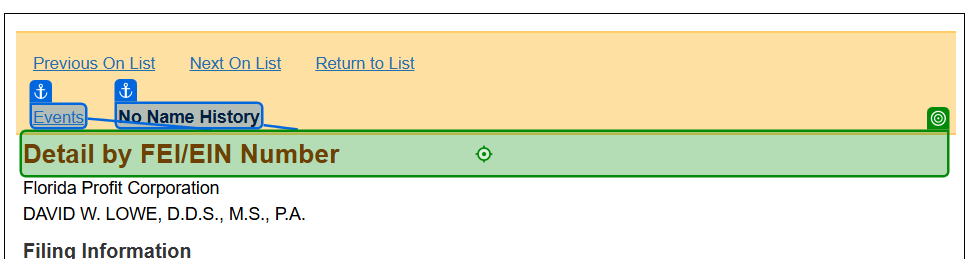 Previous On List Next On List Return to List
Events No Name History
Detail by FEI/EIN Number
Florida Profit Corporation
DAVID W. LOWE, D.D.S., M.S., P.A.
Filing Information